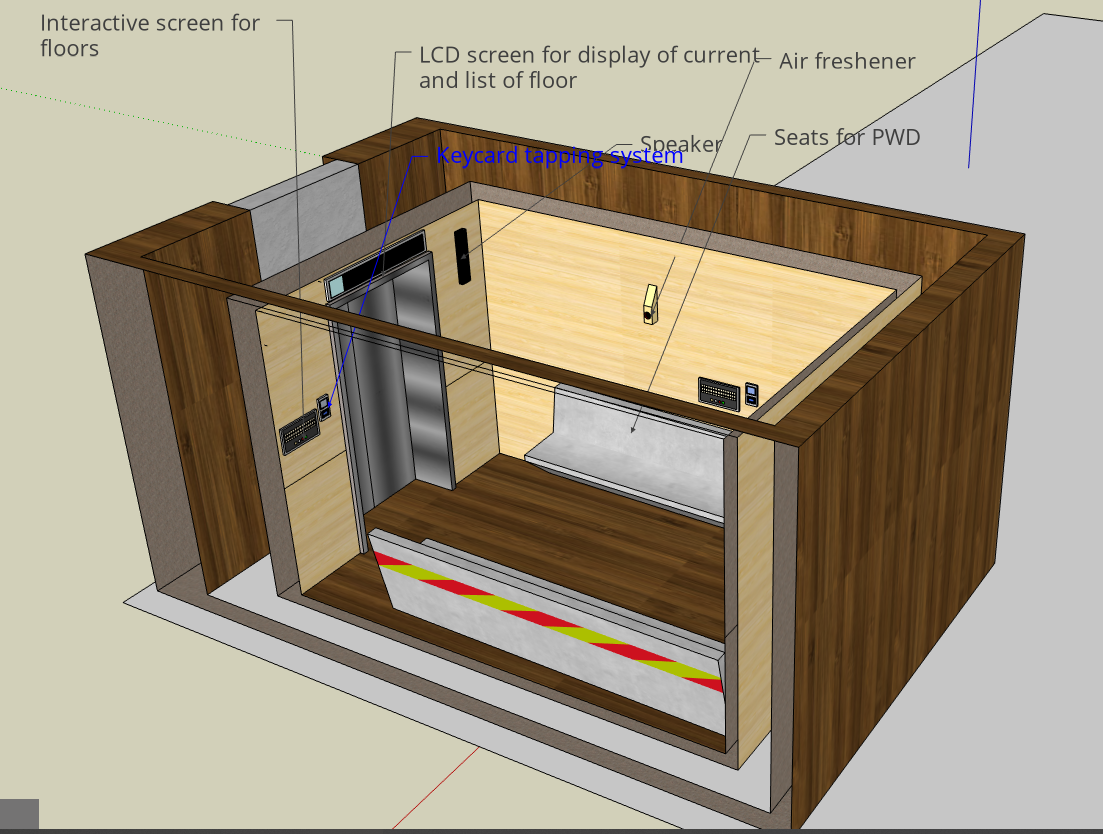 Interactive screen for
floors
LCD screen for display of current
and list of floor
Air freshener
Speaker
Seats for PWD
Keycard tapping system